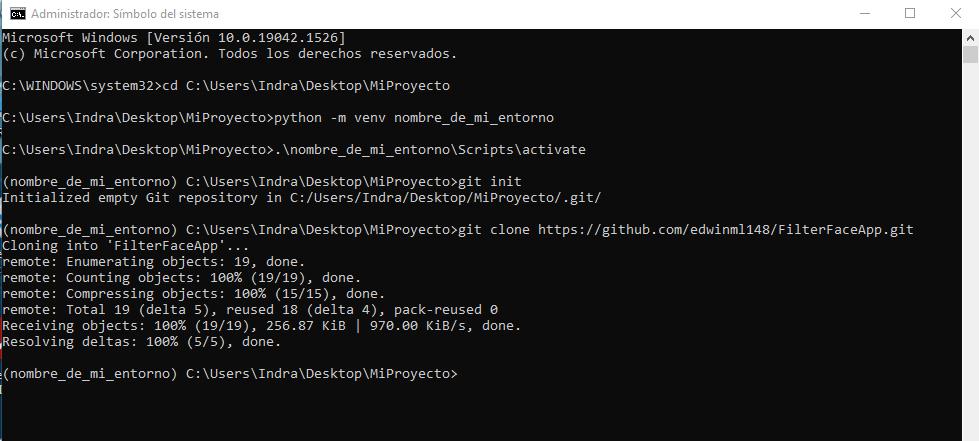 Administrador: Símbolo del sistema
Microsoft Windows [Versión 10.0.19042.1526]
(c) Microsoft Corporation. Todos los derechos reservados.
C:\WINDOWS\system32>cd C:\Users\Indra\Desktop\MiProyecto
C:\Users\Indra\Desktop\MiProyecto>python -m venv nombre_de_mi_entorno
C:\Users\Indra\Desktop\MiProyecto>.\nombre_de_mi_entorno\Scripts\activate
(nombre_de_mi_entorno) C:\Users\Indra\Desktop\MiProyecto>git init
Initialized empty Git repository in C:/Users/Indra/Desktop/MiProyecto/.git/
(nombre_de_mi_entorno) C:\Users\Indra\Desktop\MiProyecto>git clone https://github.com/edwinml148/FilterFaceApp.git
Cloning into 'FilterFaceApp'...
remote: Enumerating objects: 19, done.
remote: Counting objects: 100% (19/19), done.
remote: Compressing objects: 100% (15/15), done.
remote: Total 19 (delta 5), reused 18 (delta 4), pack-reused 0
Receiving objects: 100% (19/19), 256.87 KiB | 970.00 KiB/s, done.
Resolving deltas: 100% (5/5), done.
(nombre_de_mi_entorno) C:\Users\Indra\Desktop\MiProyecto>